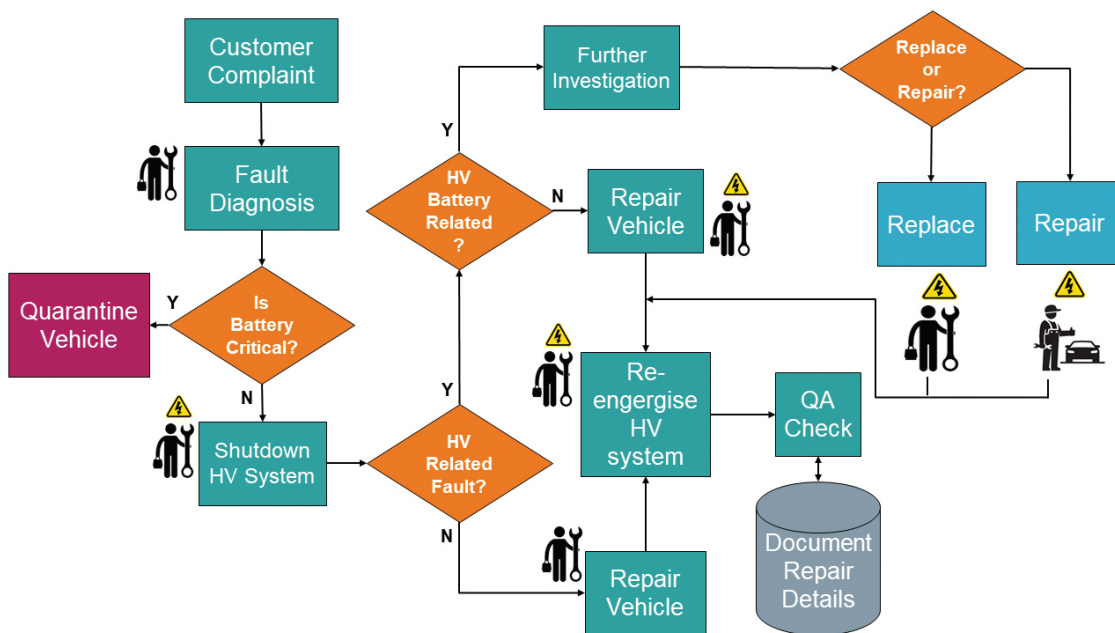 Customer
Complaint
Fault
Diagnosis
Is
Battery
Critical?
Y
Quarantine
Vehicle
N
Shutdown
HV System
HV
Related
Fault?
Y
N
HV
Battery
Related
?
Y
N
Further
Investigation
Replace
or
Repair?
Replace
Repair
Repair
Vehicle
Re-
engergise
HV
system
QA
Check
Document
Repair
Details
Repair
Vehicle